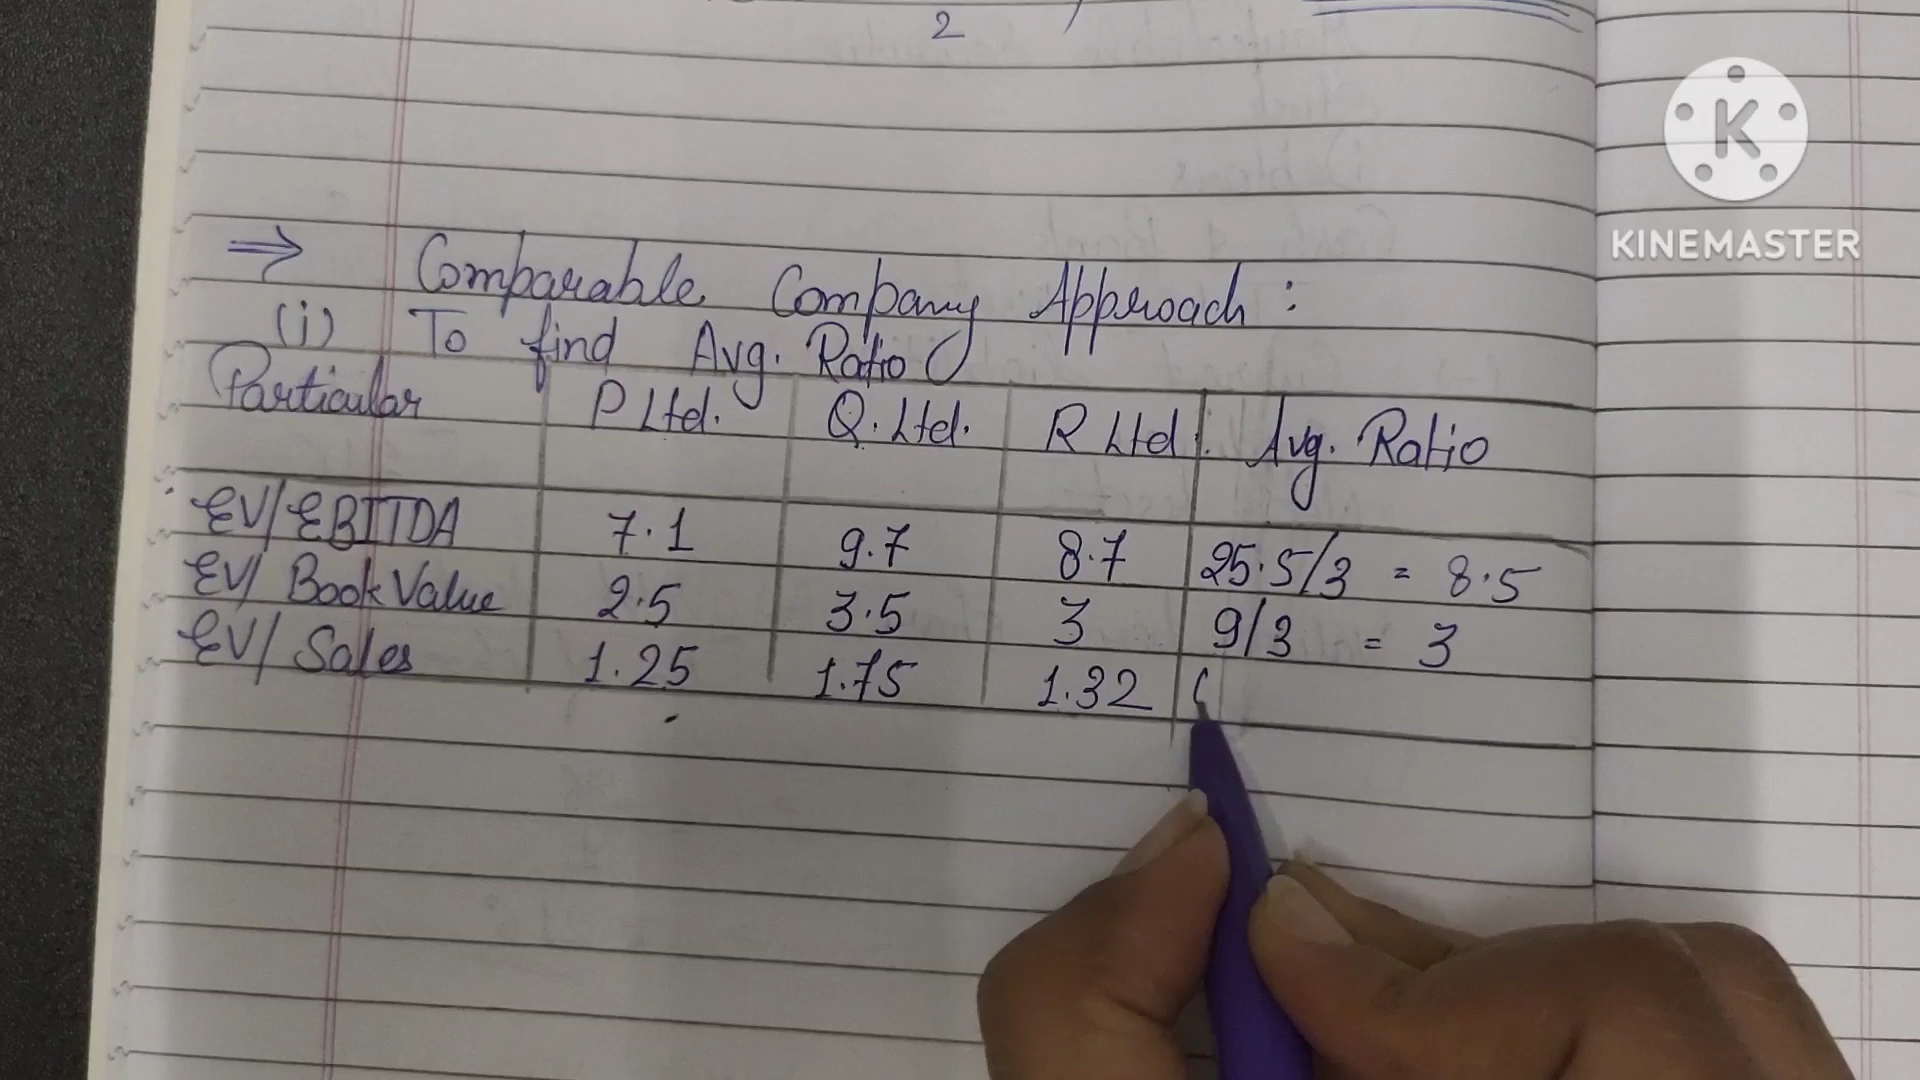 2
KINEMASTER
⇒ Comparable Company Approach :
(i) To find Avg. Ratio
Particular P Ltd. Q. Ltd. R Ltd. Avg. Ratio
EV/EBITDA 7.1 9.7 8.7 25.5/3 = 8.5
EV/ Book Value 2.5 3.5 3 9/3 = 3
EV/ Sales 1.25 1.75 1.32 (